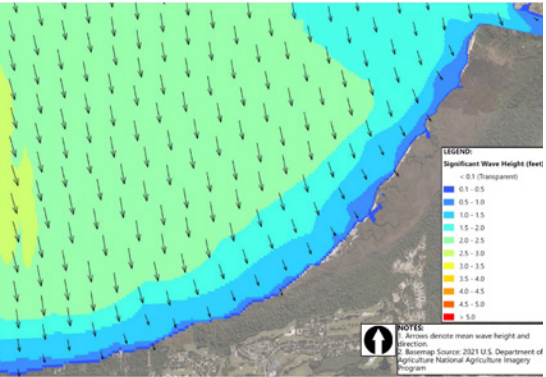 LEGEND:
Significant Wave Height (feet)
< 0.1 (Transparent)
0.1 - 0.5
0.5 - 1.0
1.0 - 1.5
1.5 - 2.0
2.0 - 2.5
2.5 - 3.0
3.0 - 3.5
3.5 - 4.0
4.0 - 4.5
4.5 - 5.0
> 5.0
NOTES:
1. Arrows denote mean wave height and
direction.
2. Basemap Source: 2021 U.S. Department of
Agriculture National Agriculture Imagery
Program